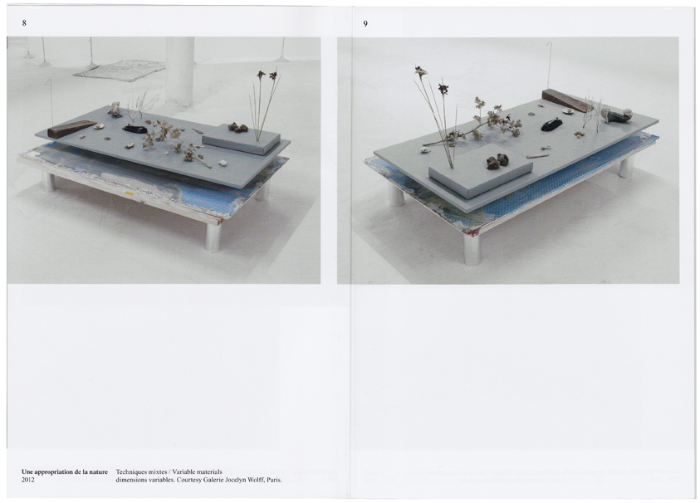 8
9
Une appropriation de la nature Techniques mixtes / Variable materials
2012 dimensions variables. Courtesy Galerie Jocelyn Wolff, Paris.